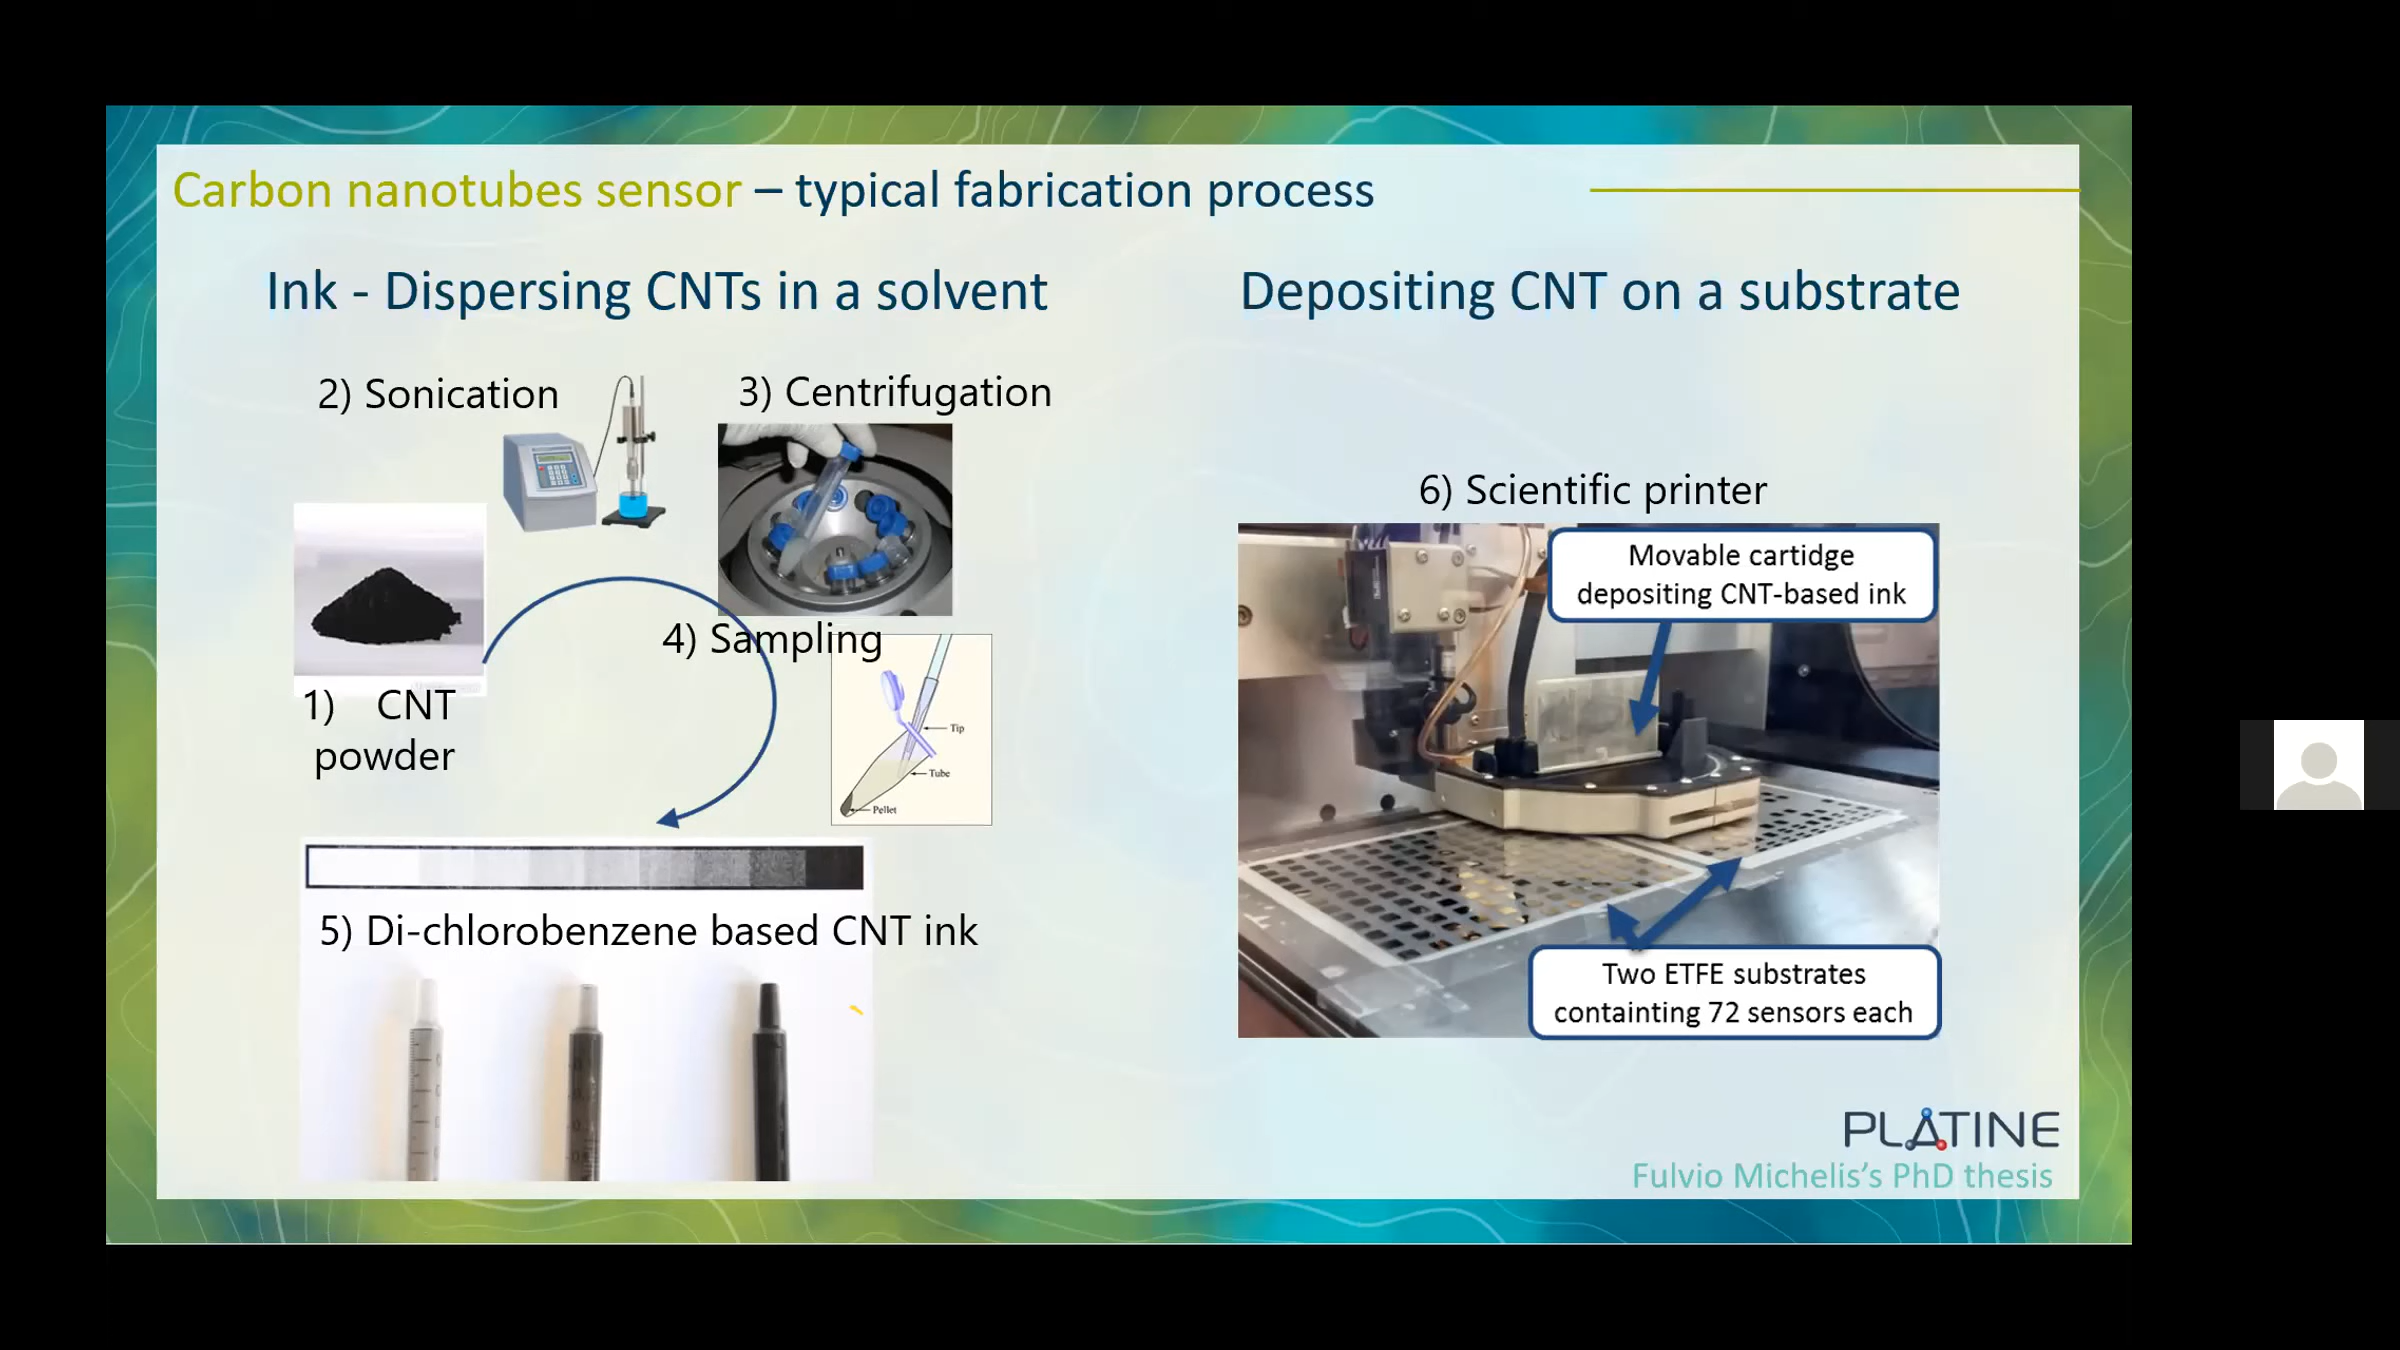 Carbon nanotubes sensor – typical fabrication process
Ink - Dispersing CNTs in a solvent
2) Sonication
3) Centrifugation
4) Sampling
Tip
Tube
Pellet
1) CNT
powder
5) Di-chlorobenzene based CNT ink
Depositing CNT on a substrate
6) Scientific printer
Movable cartidge
depositing CNT-based ink
Two ETFE substrates
containting 72 sensors each
PLATINE
Fulvio Michelis’s PhD thesis